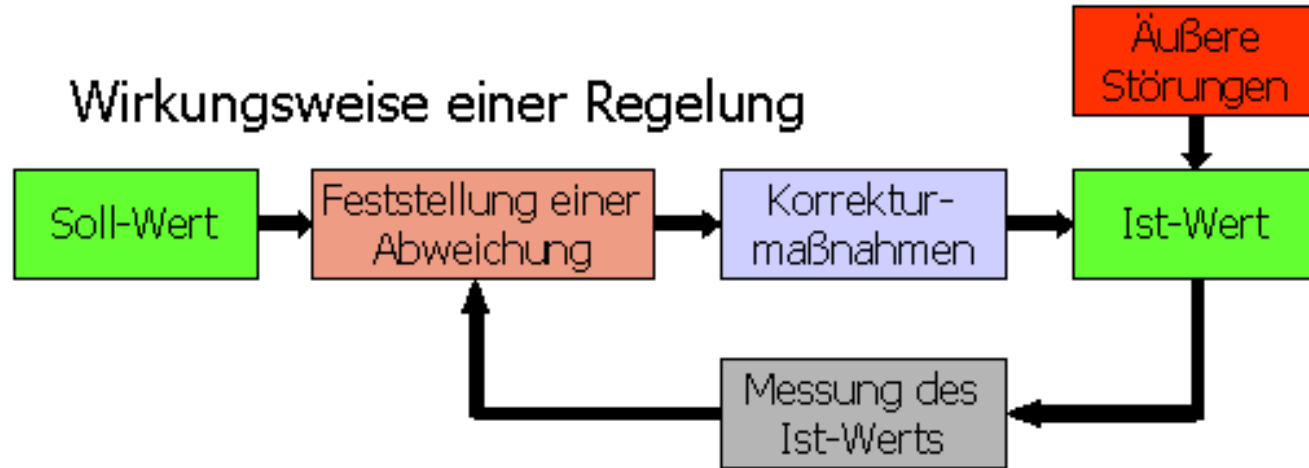 Äußere
Störungen
Wirkungsweise einer Regelung
Soll-Wert
Feststellung einer
Abweichung
Korrektur-
maßnahmen
Ist-Wert
Messung des
Ist-Werts